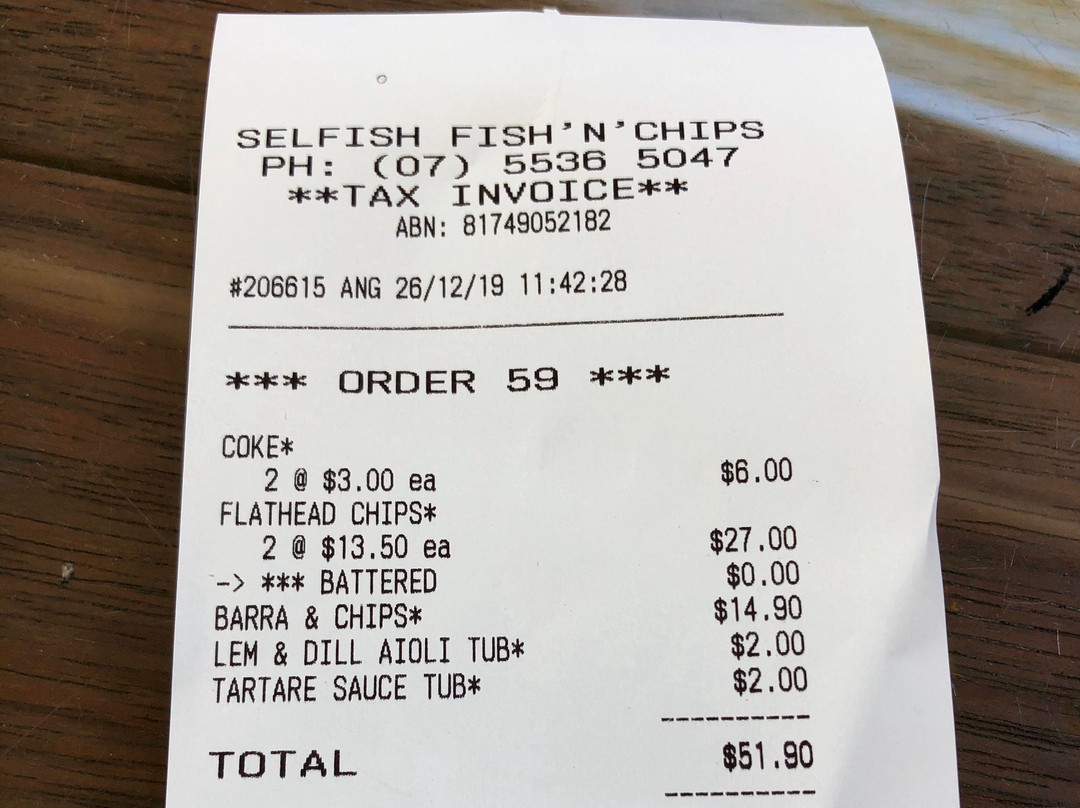 SELFISH FISH'N'CHIPS
PH: (07) 5536 5047
**TAX INVOICE**
ABN: 81749052182
#206615 ANG 26/12/19 11:42:28
*** ORDER 59 ***
COKE*
2 @ $3.00 ea $6.00
FLATHEAD CHIPS*
2 @ $13.50 ea $27.00
-> *** BATTERED $0.00
BARRA & CHIPS* $14.90
LEM & DILL AIOLI TUB* $2.00
TARTARE SAUCE TUB* $2.00
TOTAL $51.90